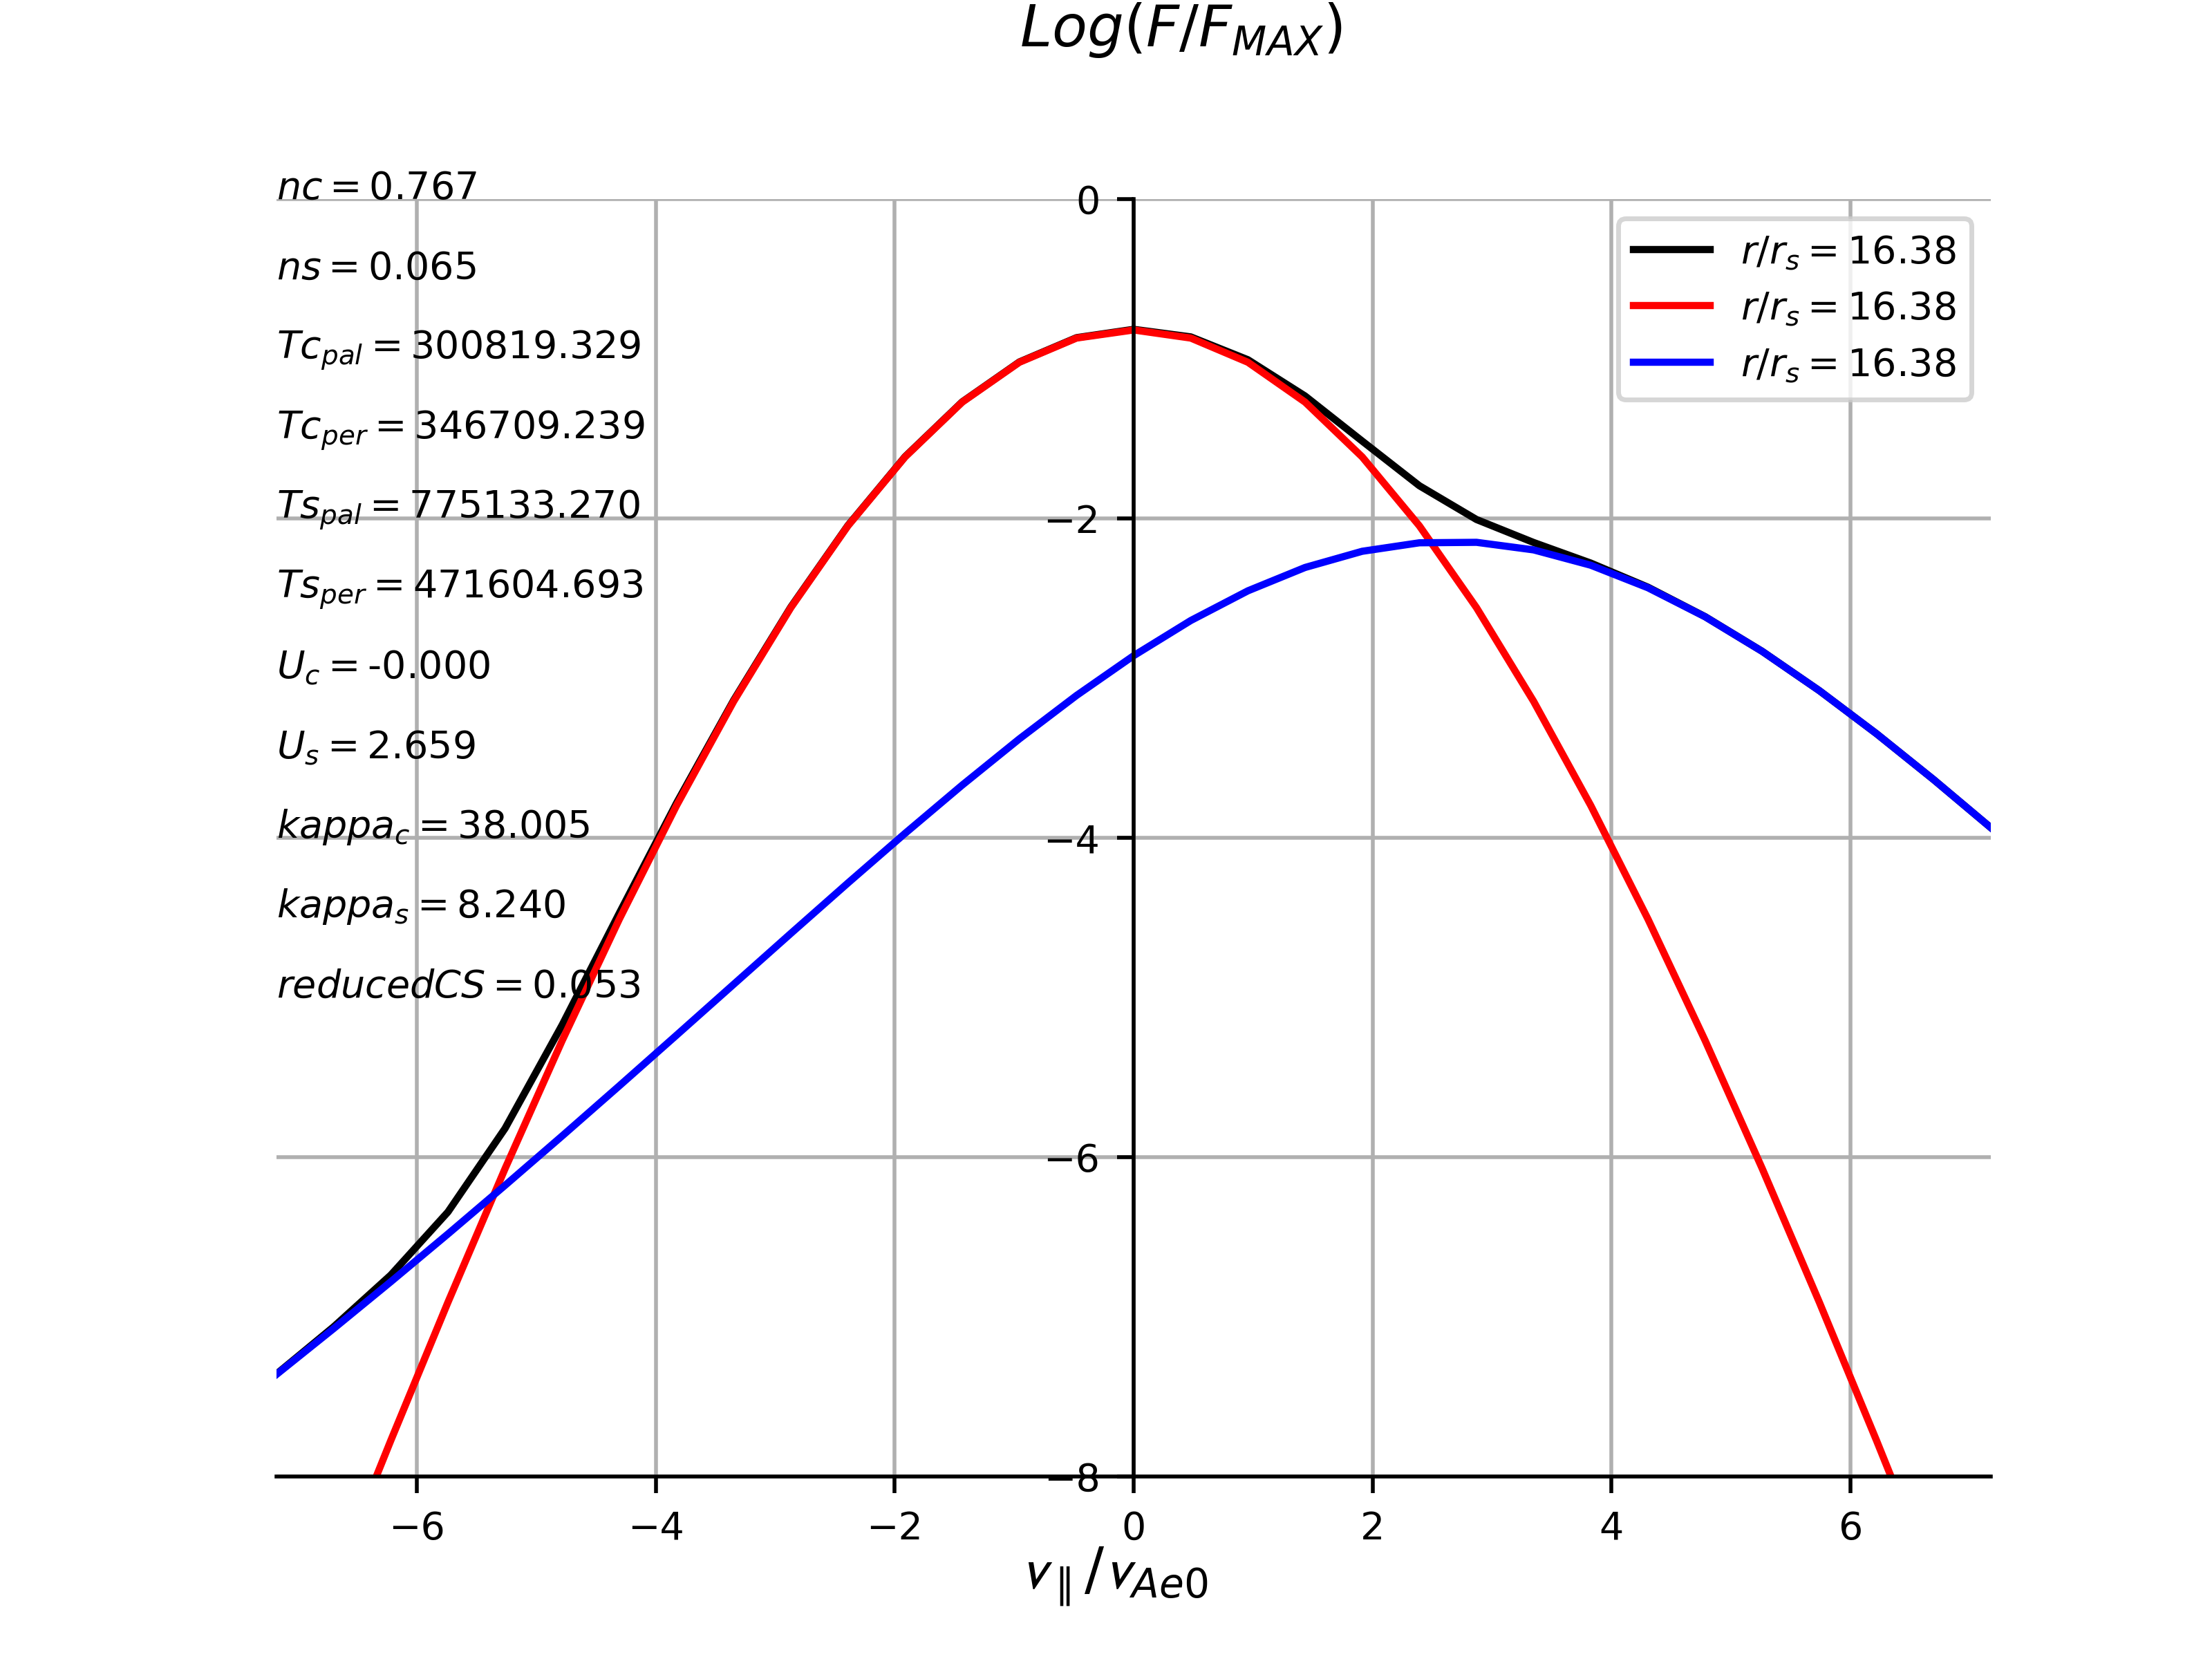 Log(F/F_MAX)
nc = 0.767
ns = 0.065
Tc_pal = 300819.329
Tc_per = 346709.239
Ts_pal = 775133.270
Ts_per = 471604.693
U_c = -0.000
U_s = 2.659
kappa_c = 38.005
kappa_s = 8.240
reducedCS = 0.053
r/r_s = 16.38
r/r_s = 16.38
r/r_s = 16.38
0
−2
−4
−6
−8
−6 −4 −2 0 2 4 6
v_∥/v_Ae0